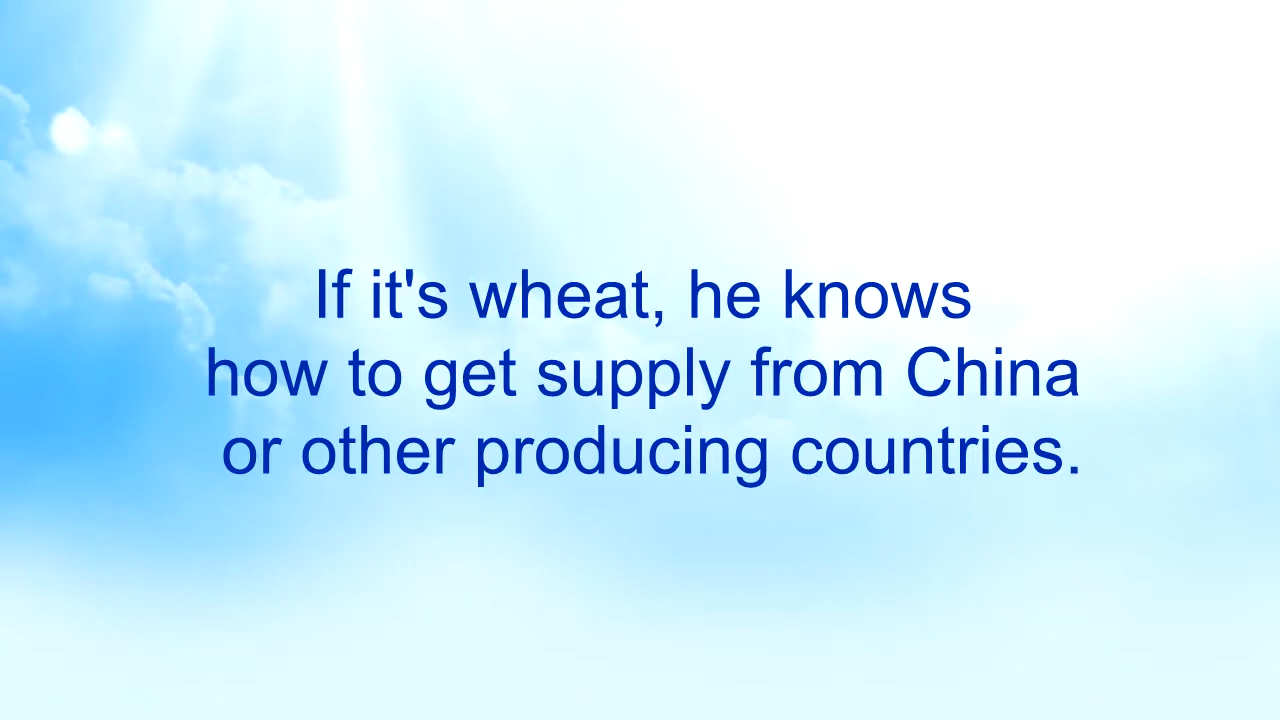 If it's wheat, he knows
how to get supply from China
or other producing countries.